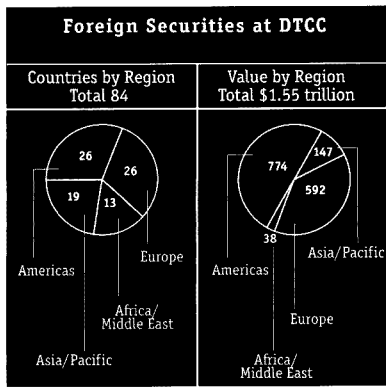 Foreign Securities at DTCC
Countries by Region
Total 84
26
26
19
13
Americas
Europe
Africa/
Middle East
Asia/Pacific
Value by Region
Total $1.55 trillion
774
147
592
38
Americas
Asia/Pacific
Europe
Africa/
Middle East